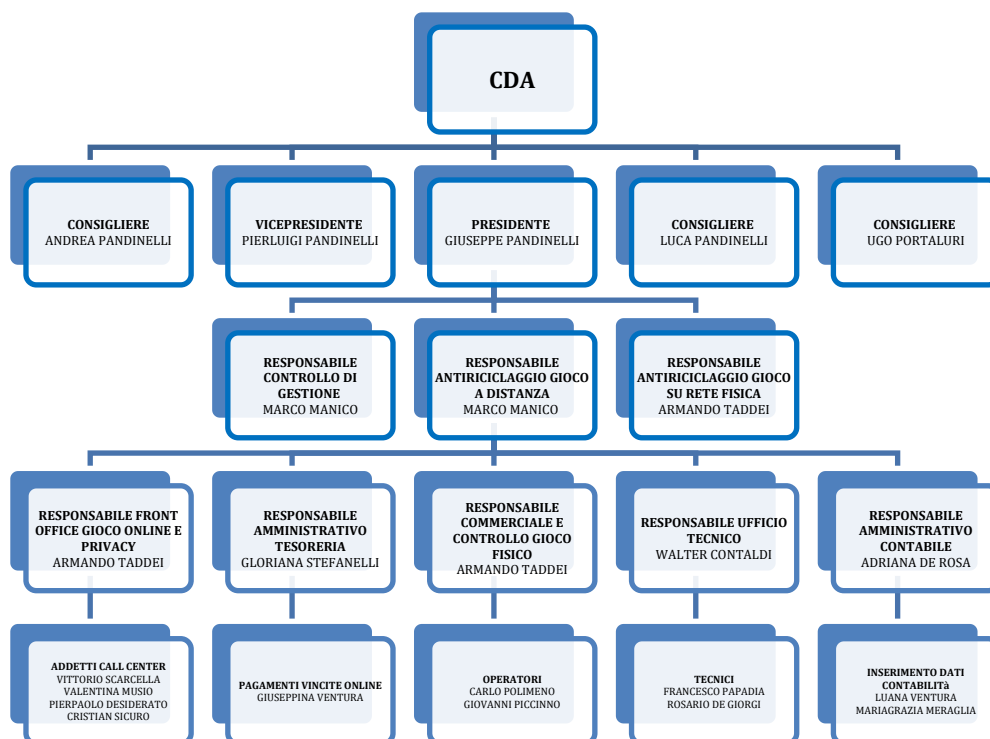 CDA
CONSIGLIERE
ANDREA PANDINELLI
VICEPRESIDENTE
PIERLUIGI PANDINELLI
PRESIDENTE
GIUSEPPE PANDINELLI
CONSIGLIERE
LUCA PANDINELLI
CONSIGLIERE
UGO PORTALURI
RESPONSABILE
CONTROLLO DI
GESTIONE
MARCO MANICO
RESPONSABILE
ANTIRICICLAGGIO GIOCO
A DISTANZA
MARCO MANICO
RESPONSABILE
ANTIRICICLAGGIO GIOCO
SU RETE FISICA
ARMANDO TADDEI
RESPONSABILE FRONT
OFFICE GIOCO ONLINE E
PRIVACY
ARMANDO TADDEI
RESPONSABILE
AMMINISTRATIVO
TESORERIA
GLORIANA STEFANELLI
RESPONSABILE
COMMERCIALE E
CONTROLLO GIOCO
FISICO
ARMANDO TADDEI
RESPONSABILE UFFICIO
TECNICO
WALTER CONTALDI
RESPONSABILE
AMMINISTRATIVO
CONTABILE
ADRIANA DE ROSA
ADDETTI CALL CENTER
VITTORIO SCARCELLA
VALENTINA MUSIO
PIERPAOLO DESIDERATO
CRISTIAN SICURO
PAGAMENTI VINCITE ONLINE
GIUSEPPINA VENTURA
OPERATORI
CARLO POLIMENO
GIOVANNI PICCINNO
TECNICI
FRANCESCO PAPADIA
ROSARIO DE GIORGI
INSERIMENTO DATI
CONTABILITà
LUANA VENTURA
MARIAGRAZIA MERAGLIA